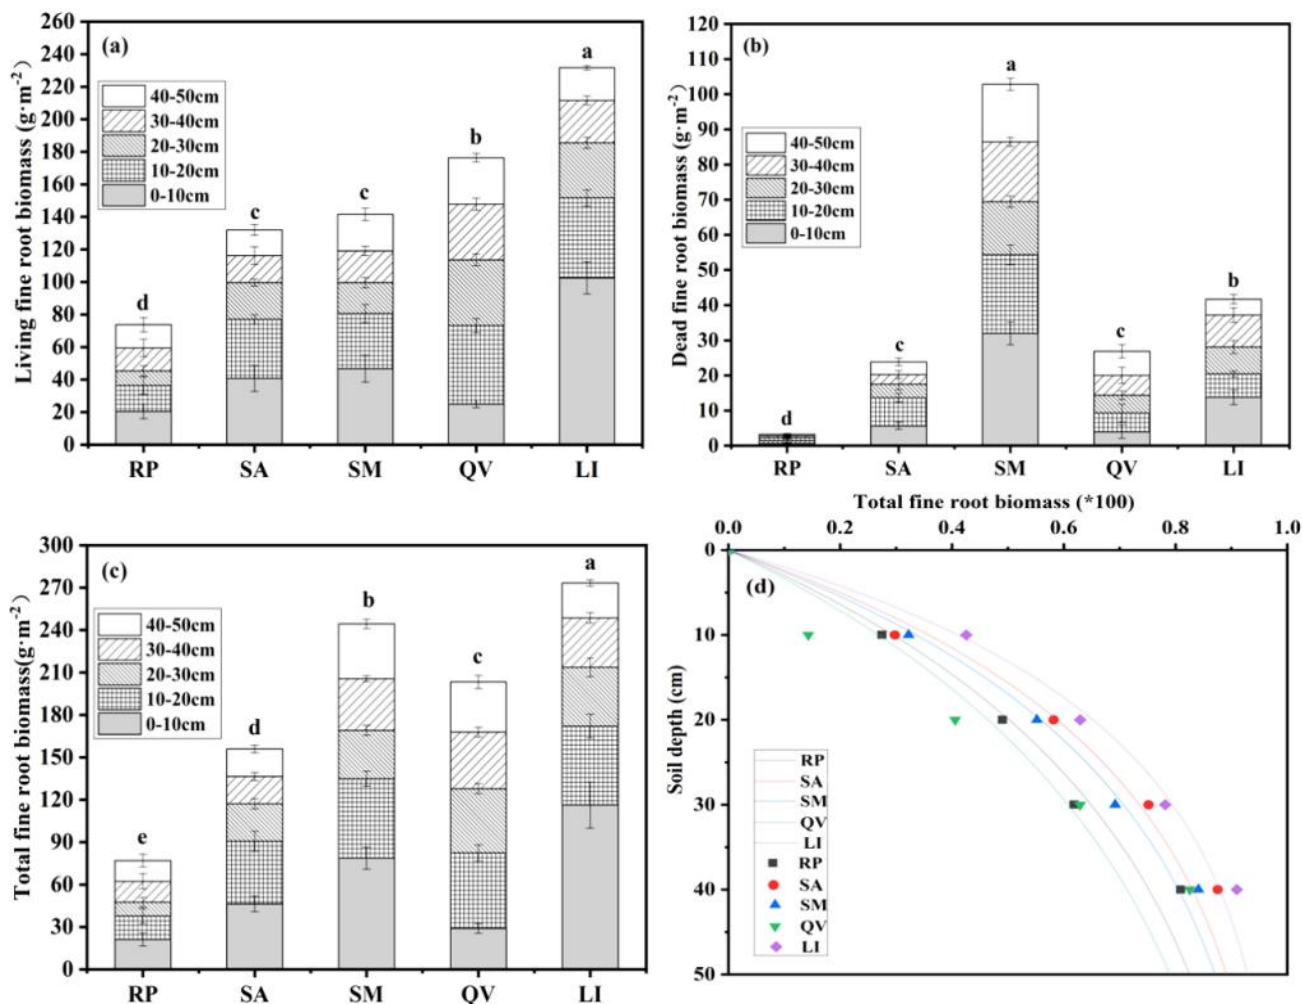 (a)
Living fine root biomass (g·m⁻²)
260
240
220
200
180
160
140
120
100
80
60
40
20
0
40-50cm
30-40cm
20-30cm
10-20cm
0-10cm
d
c
c
b
a
RP SA SM QV LI
(b)
Dead fine root biomass (g·m⁻²)
120
110
100
90
80
70
60
50
40
30
20
10
0
40-50cm
30-40cm
20-30cm
10-20cm
0-10cm
d
c
a
c
b
RP SA SM QV LI
(c)
Total fine root biomass(g·m⁻²)
300
270
240
210
180
150
120
90
60
30
0
40-50cm
30-40cm
20-30cm
10-20cm
0-10cm
e
d
b
c
a
RP SA SM QV LI
Total fine root biomass (*100)
0.0 0.2 0.4 0.6 0.8 1.0
(d)
Soil depth (cm)
0
10
20
30
40
50
RP
SA
SM
QV
LI
RP
SA
SM
QV
LI